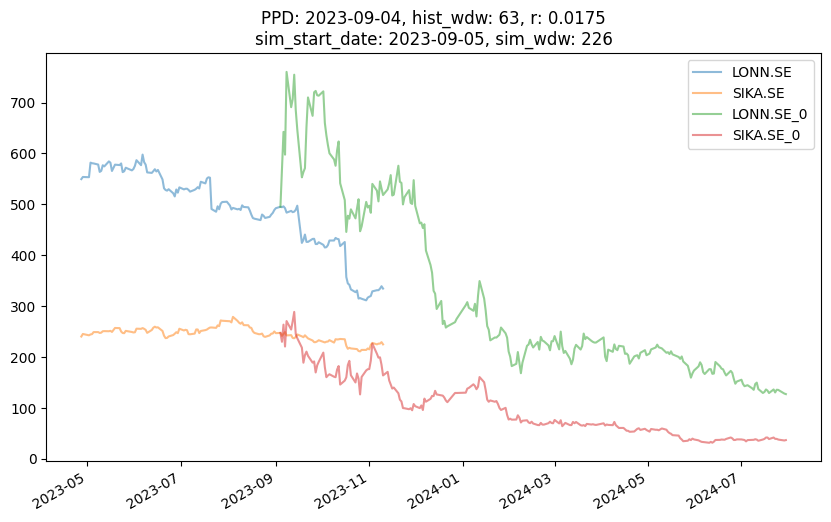 PPD: 2023-09-04, hist_wdw: 63, r: 0.0175
sim_start_date: 2023-09-05, sim_wdw: 226
LONN.SE
SIKA.SE
LONN.SE_0
SIKA.SE_0
700
600
500
400
300
200
100
0
2023-05
2023-07
2023-09
2023-11
2024-01
2024-03
2024-05
2024-07